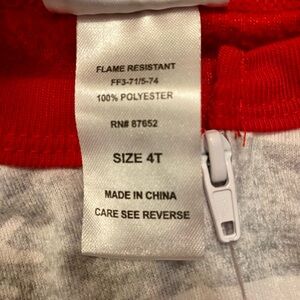 FLAME RESISTANT
FF3-71/5-74
100% POLYESTER
RN# 87652
SIZE 4T
MADE IN CHINA
CARE SEE REVERSE